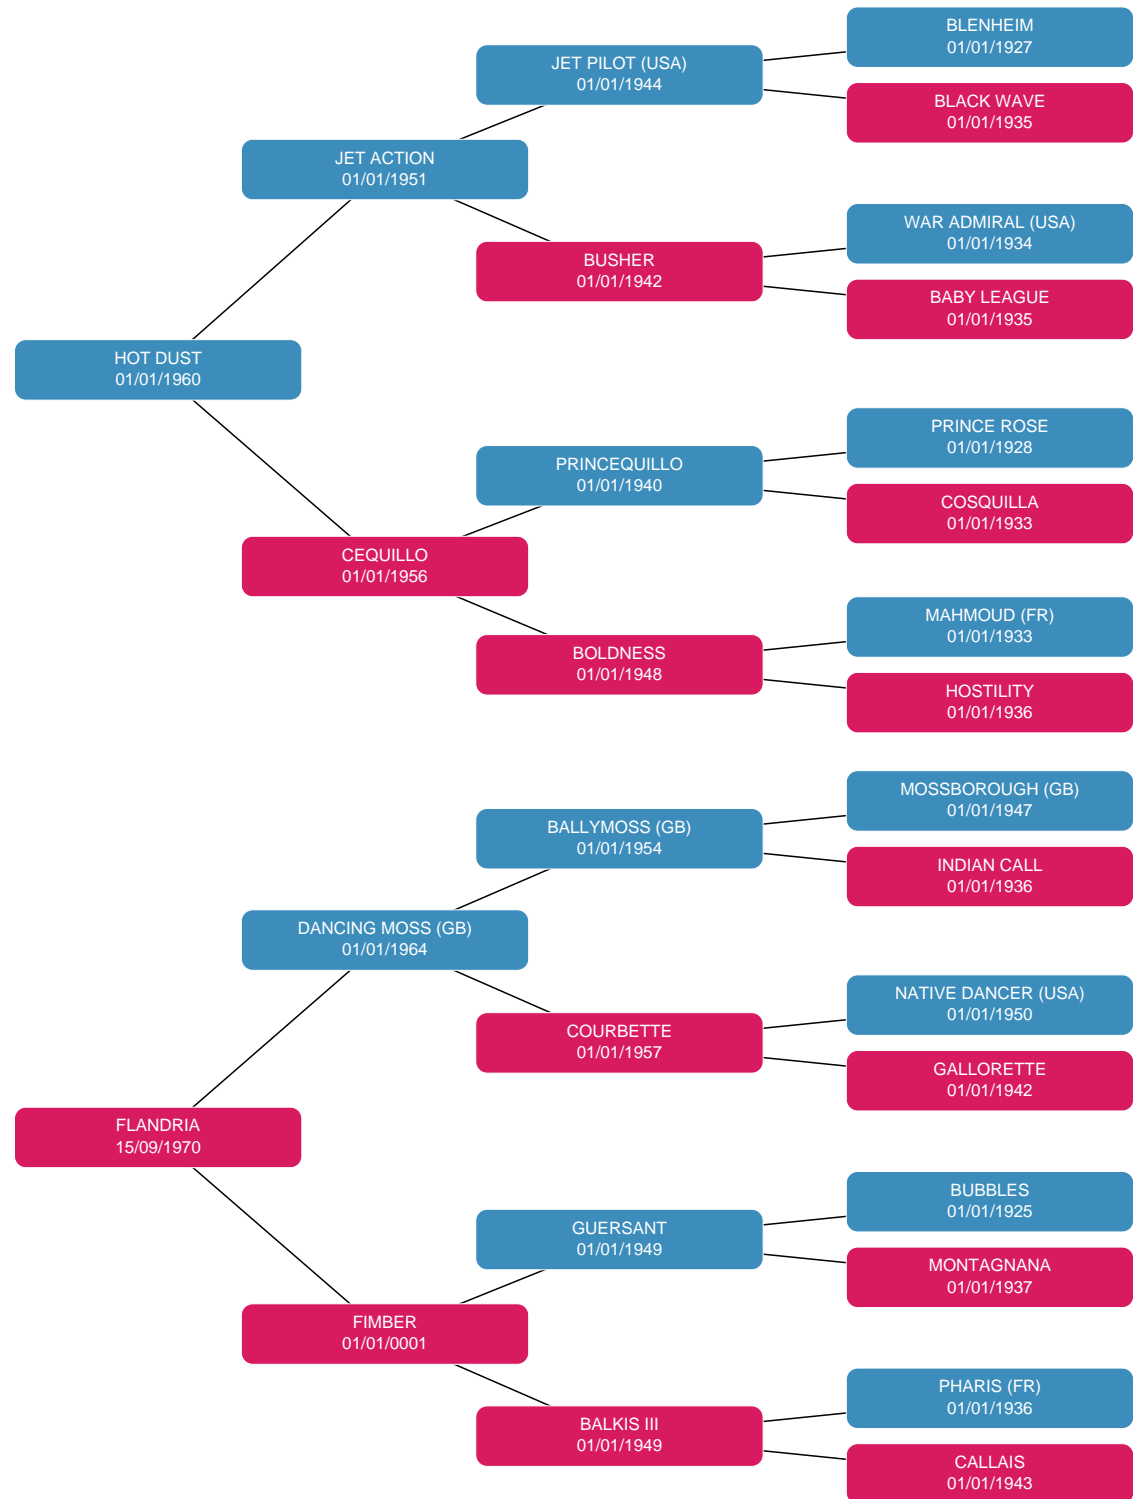 BLENHEIM
01/01/1927
JET PILOT (USA)
01/01/1944
BLACK WAVE
01/01/1935
JET ACTION
01/01/1951
WAR ADMIRAL (USA)
01/01/1934
BUSHER
01/01/1942
BABY LEAGUE
01/01/1935
HOT DUST
01/01/1960
PRINCE ROSE
01/01/1928
PRINCEQUILLO
01/01/1940
COSQUILLA
01/01/1933
CEQUILLO
01/01/1956
MAHMOUD (FR)
01/01/1933
BOLDNESS
01/01/1948
HOSTILITY
01/01/1936
MOSSBOROUGH (GB)
01/01/1947
BALLYMOSS (GB)
01/01/1954
INDIAN CALL
01/01/1936
DANCING MOSS (GB)
01/01/1964
NATIVE DANCER (USA)
01/01/1950
COURBETTE
01/01/1957
GALLORETTE
01/01/1942
FLANDRIA
15/09/1970
BUBBLES
01/01/1925
GUERSANT
01/01/1949
MONTAGNANA
01/01/1937
FIMBER
01/01/0001
PHARIS (FR)
01/01/1936
BALKIS III
01/01/1949
CALLAIS
01/01/1943